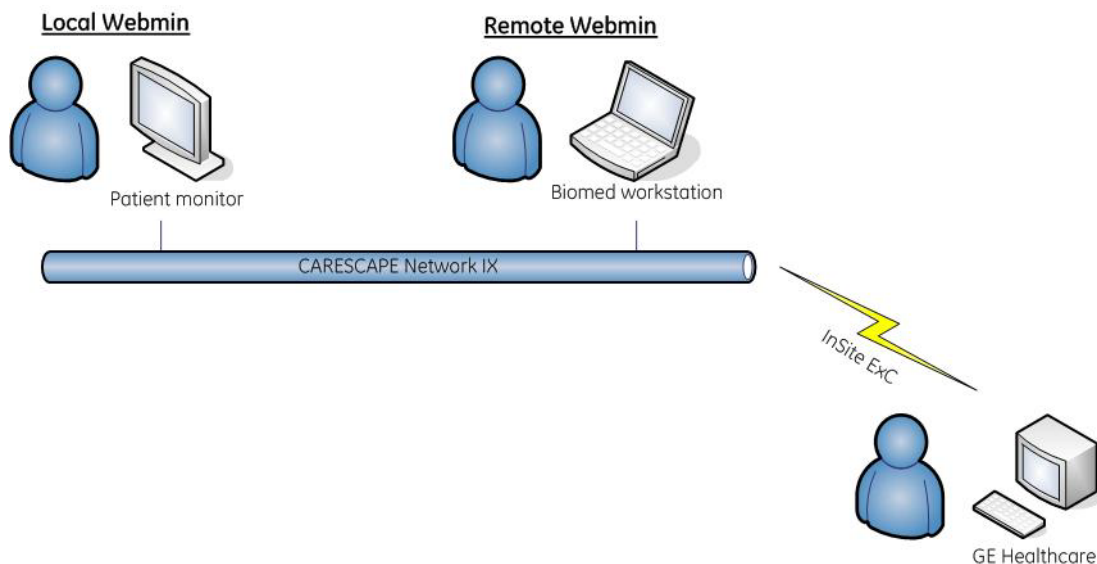 Local Webmin
Remote Webmin
Patient monitor
Biomed workstation
CARESCAPE Network IX
InSite ExC
GE Healthcare